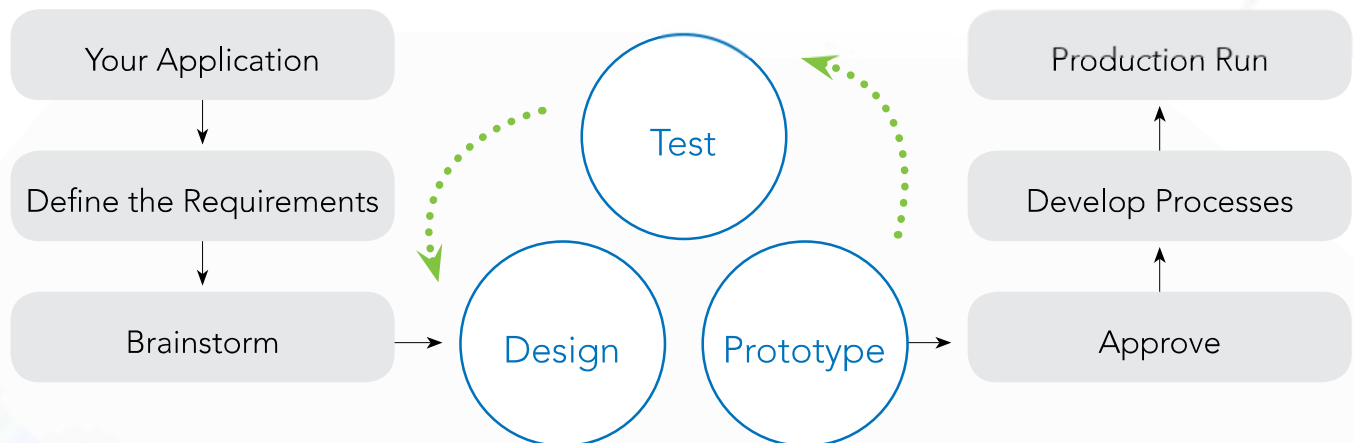 Your Application
Define the Requirements
Brainstorm
Test
Design
Prototype
Production Run
Develop Processes
Approve